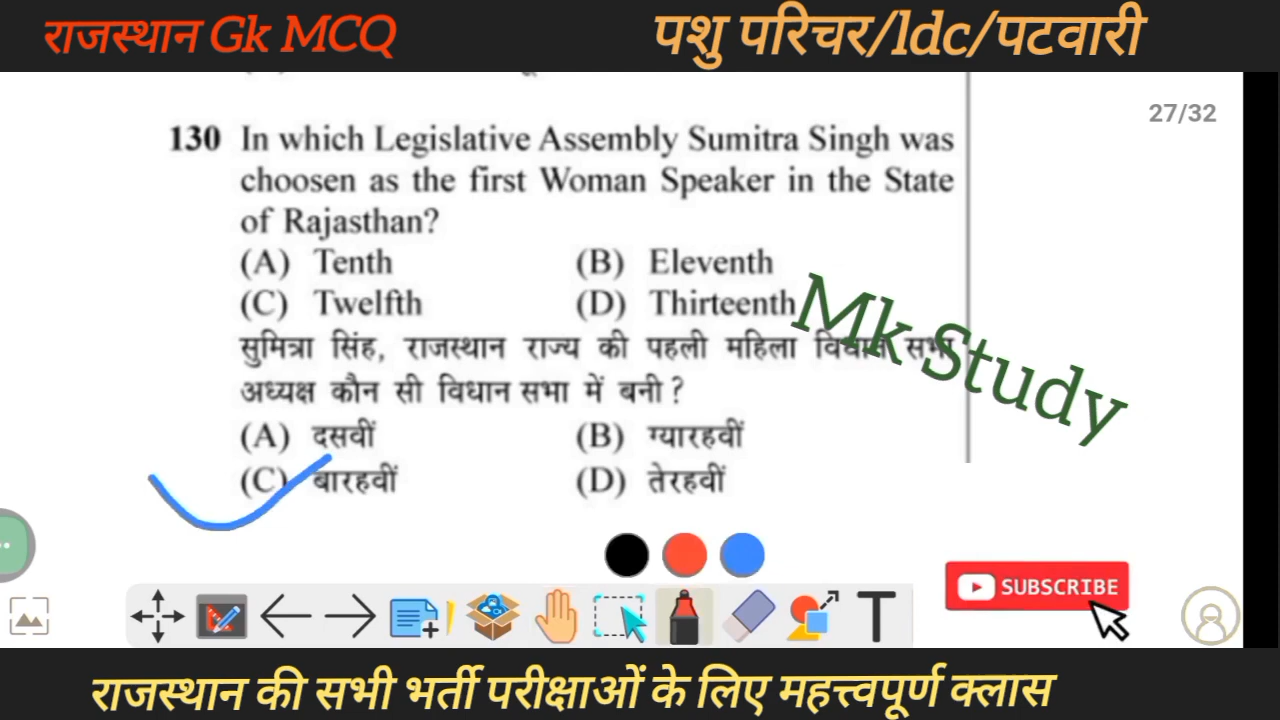 राजस्थान Gk MCQ
पशु परिचर/ldc/पटवारी
27/32
130 In which Legislative Assembly Sumitra Singh was
choosen as the first Woman Speaker in the State
of Rajasthan?
(A) Tenth (B) Eleventh
(C) Twelfth (D) Thirteenth
सुमित्रा सिंह, राजस्थान राज्य की पहली महिला विधान सभा
अध्यक्ष कौन सी विधान सभा में बनी ?
(A) दसवीं (B) ग्यारहवीं
(C) बारहवीं (D) तेरहवीं
Mk Study
SUBSCRIBE
राजस्थान की सभी भर्ती परीक्षाओं के लिए महत्त्वपूर्ण क्लास